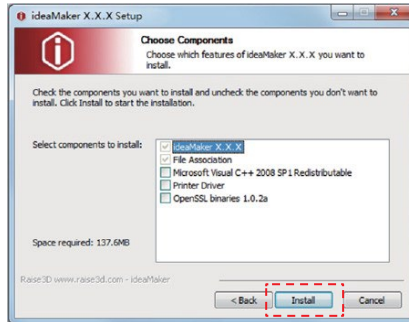 ideaMaker X.X.X Setup
Choose Components
Choose which features of ideaMaker X.X.X you want to
install.
Check the components you want to install and uncheck the components you don't want to
install. Click Install to start the installation.
Select components to install:
ideaMaker X.X.X
File Association
Microsoft Visual C++ 2008 SP1 Redistributable
Printer Driver
OpenSSL binaries 1.0.2a
Space required: 137.6MB
Raise3D www.raise3d.com - ideaMaker
< Back
Install
Cancel